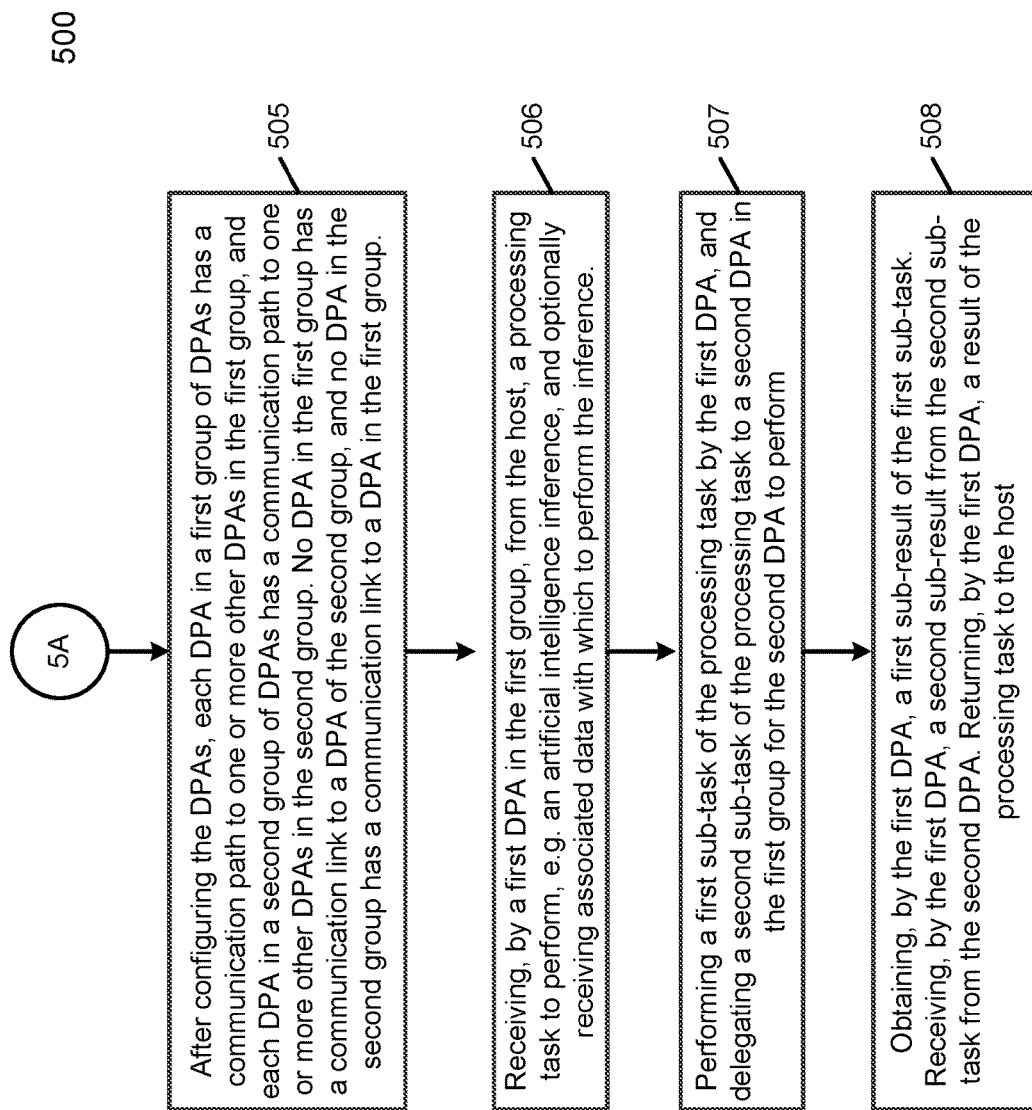 500
5A
505
After configuring the DPAs, each DPA in a first group of DPAs has a
communication path to one or more other DPAs in the first group, and
each DPA in a second group of DPAs has a communication path to one
or more other DPAs in the second group. No DPA in the first group has
a communication link to a DPA of the second group, and no DPA in the
second group has a communication link to a DPA in the first group.
506
Receiving, by a first DPA in the first group, from the host, a processing
task to perform, e.g. an artificial intelligence inference, and optionally
receiving associated data with which to perform the inference.
507
Performing a first sub-task of the processing task by the first DPA, and
delegating a second sub-task of the processing task to a second DPA in
the first group for the second DPA to perform
508
Obtaining, by the first DPA, a first sub-result of the first sub-task.
Receiving, by the first DPA, a second sub-result from the second sub-
task from the second DPA. Returning, by the first DPA, a result of the
processing task to the host